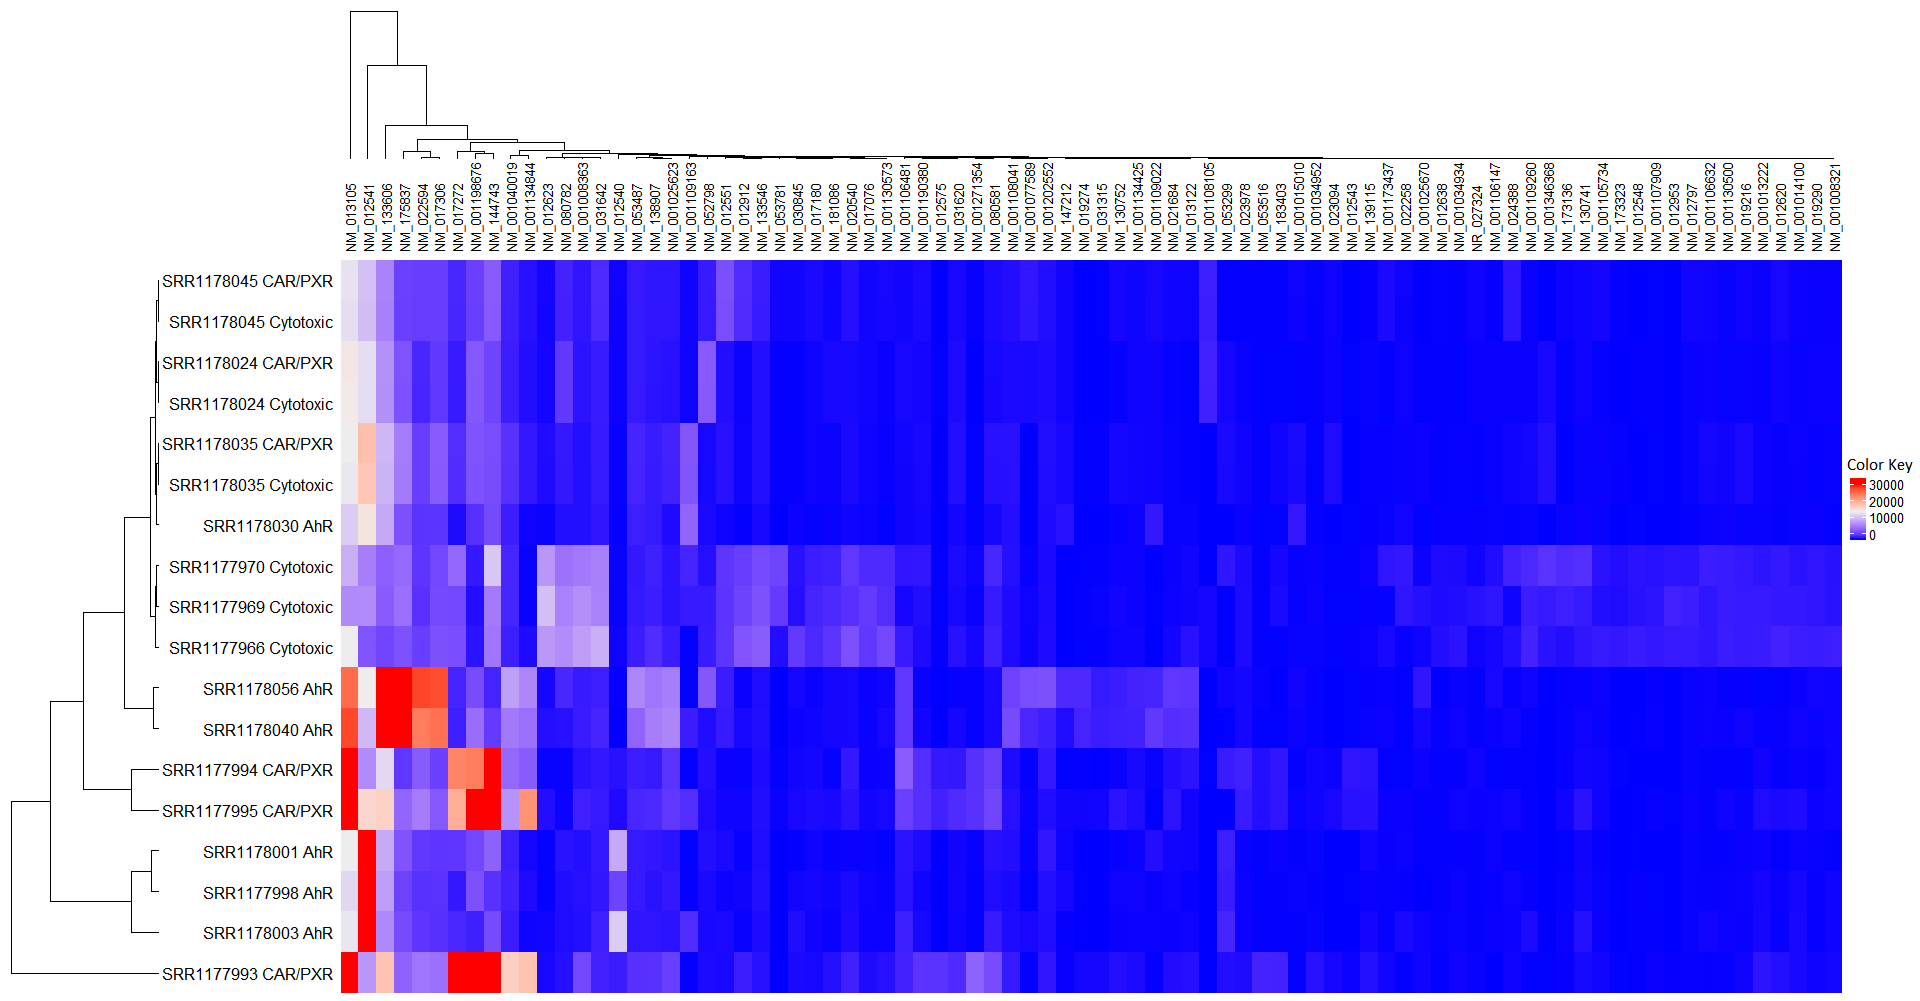 NM_013105
NM_012541
NM_133606
NM_175837
NM_022594
NM_017306
NM_017272
NM_001198676
NM_144743
NM_001040019
NM_001134844
NM_012623
NM_080782
NM_001008363
NM_031642
NM_012540
NM_053487
NM_138907
NM_001025623
NM_001109163
NM_052798
NM_012551
NM_012912
NM_133546
NM_053781
NM_030845
NM_017180
NM_181086
NM_020540
NM_017076
NM_001130573
NM_001106481
NM_001190380
NM_012575
NM_031620
NM_001271354
NM_080581
NM_001108041
NM_001077589
NM_001202552
NM_147212
NM_019274
NM_031315
NM_130752
NM_001134425
NM_001109022
NM_021684
NM_013122
NM_001108105
NM_053299
NM_023978
NM_053516
NM_183403
NM_001015010
NM_001034952
NM_023094
NM_012543
NM_139115
NM_001173437
NM_022258
NM_001025670
NM_012638
NM_001034934
NR_027324
NM_001106147
NM_024388
NM_001109260
NM_001346368
NM_173136
NM_130741
NM_001105734
NM_173323
NM_012548
NM_001107909
NM_012953
NM_012797
NM_001106632
NM_001130500
NM_019216
NM_001013222
NM_012620
NM_001014100
NM_019290
NM_001008321
SRR1178045 CAR/PXR
SRR1178045 Cytotoxic
SRR1178024 CAR/PXR
SRR1178024 Cytotoxic
SRR1178035 CAR/PXR
SRR1178035 Cytotoxic
SRR1178030 AhR
SRR1177970 Cytotoxic
SRR1177969 Cytotoxic
SRR1177966 Cytotoxic
SRR1178056 AhR
SRR1178040 AhR
SRR1177994 CAR/PXR
SRR1177995 CAR/PXR
SRR1178001 AhR
SRR1177998 AhR
SRR1178003 AhR
SRR1177993 CAR/PXR
Color Key
30000
20000
10000
0